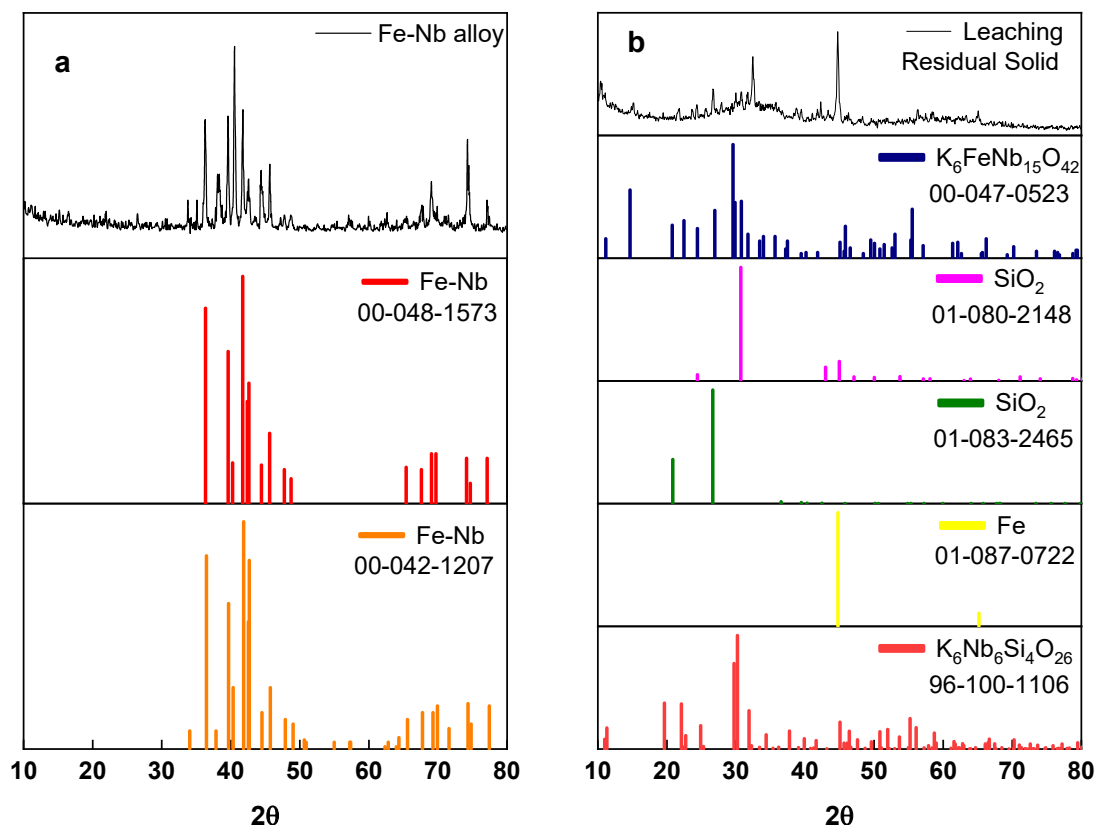 a
Fe-Nb alloy
Fe-Nb
00-048-1573
Fe-Nb
00-042-1207
10 20 30 40 50 60 70 80
2θ
b
Leaching
Residual Solid
K₆FeNb₁₅O₄₂
00-047-0523
SiO₂
01-080-2148
SiO₂
01-083-2465
Fe
01-087-0722
K₆Nb₆Si₄O₂₆
96-100-1106
10 20 30 40 50 60 70 80
2θ